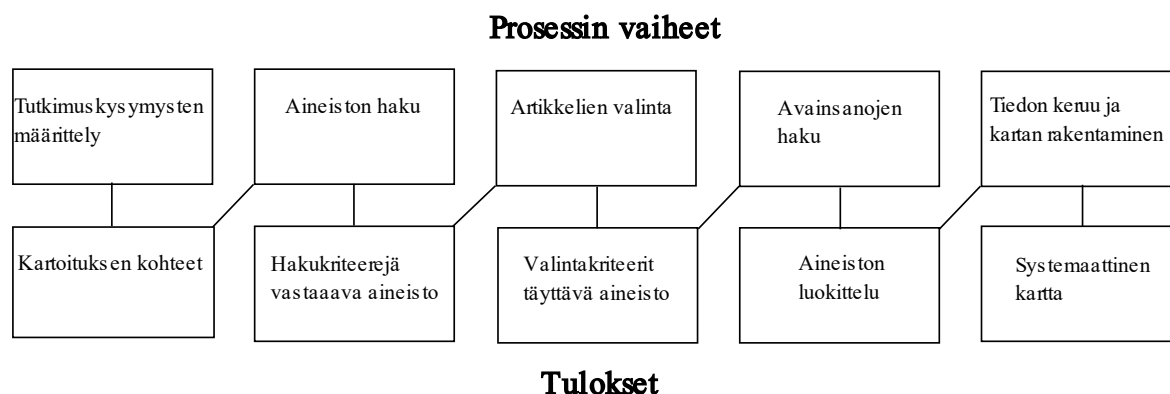 Prosessin vaiheet
Tutkimuskysymysten
määrittely
Aineiston haku
Artikkelien valinta
Avainsanojen
haku
Tiedon keruu ja
kartan rakentaminen
Kartoituksen kohteet
Hakukriteerejä
vastaaava aineisto
Valintakriteerit
täyttävä aineisto
Aineiston
luokittelu
Systemaattinen
kartta
Tulokset